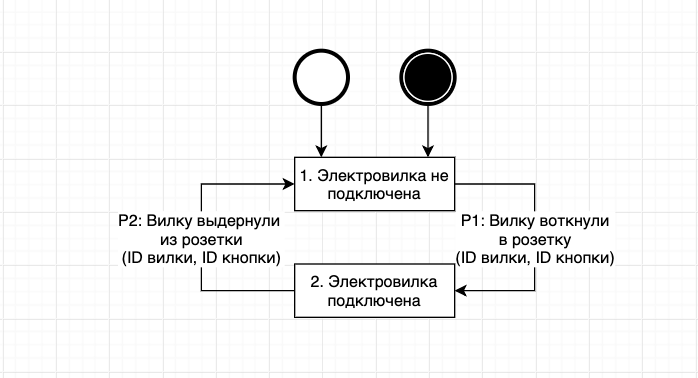 1. Электровилка не
подключена
P2: Вилку выдернули
из розетки
(ID вилки, ID кнопки)
P1: Вилку воткнули
в розетку
(ID вилки, ID кнопки)
2. Электровилка
подключена